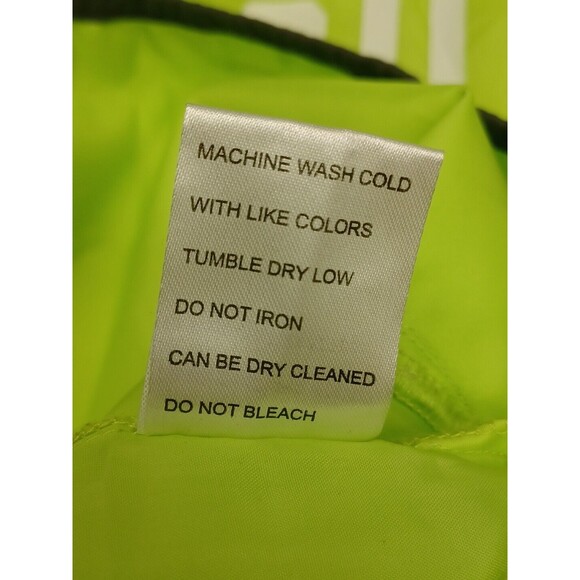 MACHINE WASH COLD
WITH LIKE COLORS
TUMBLE DRY LOW
DO NOT IRON
CAN BE DRY CLEANED
DO NOT BLEACH